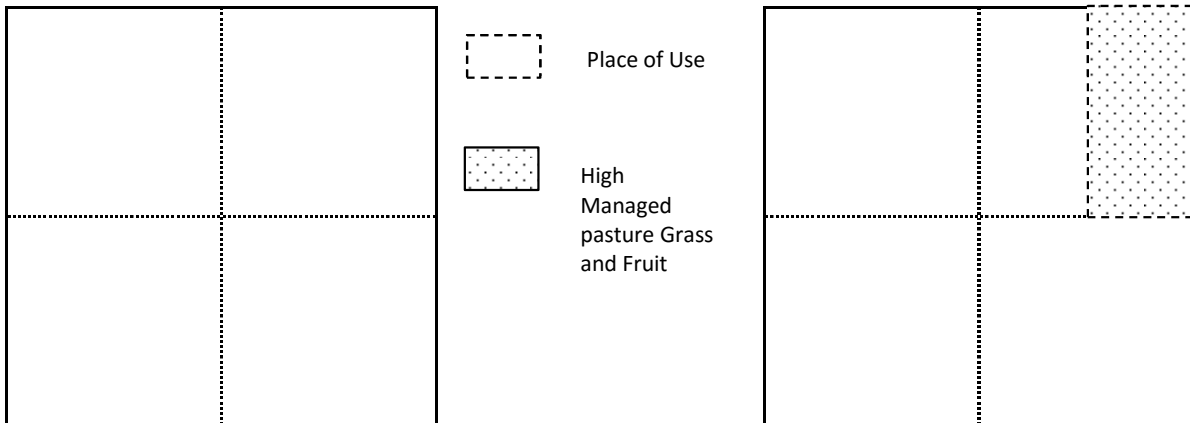 Place of Use
High
Managed
pasture Grass
and Fruit